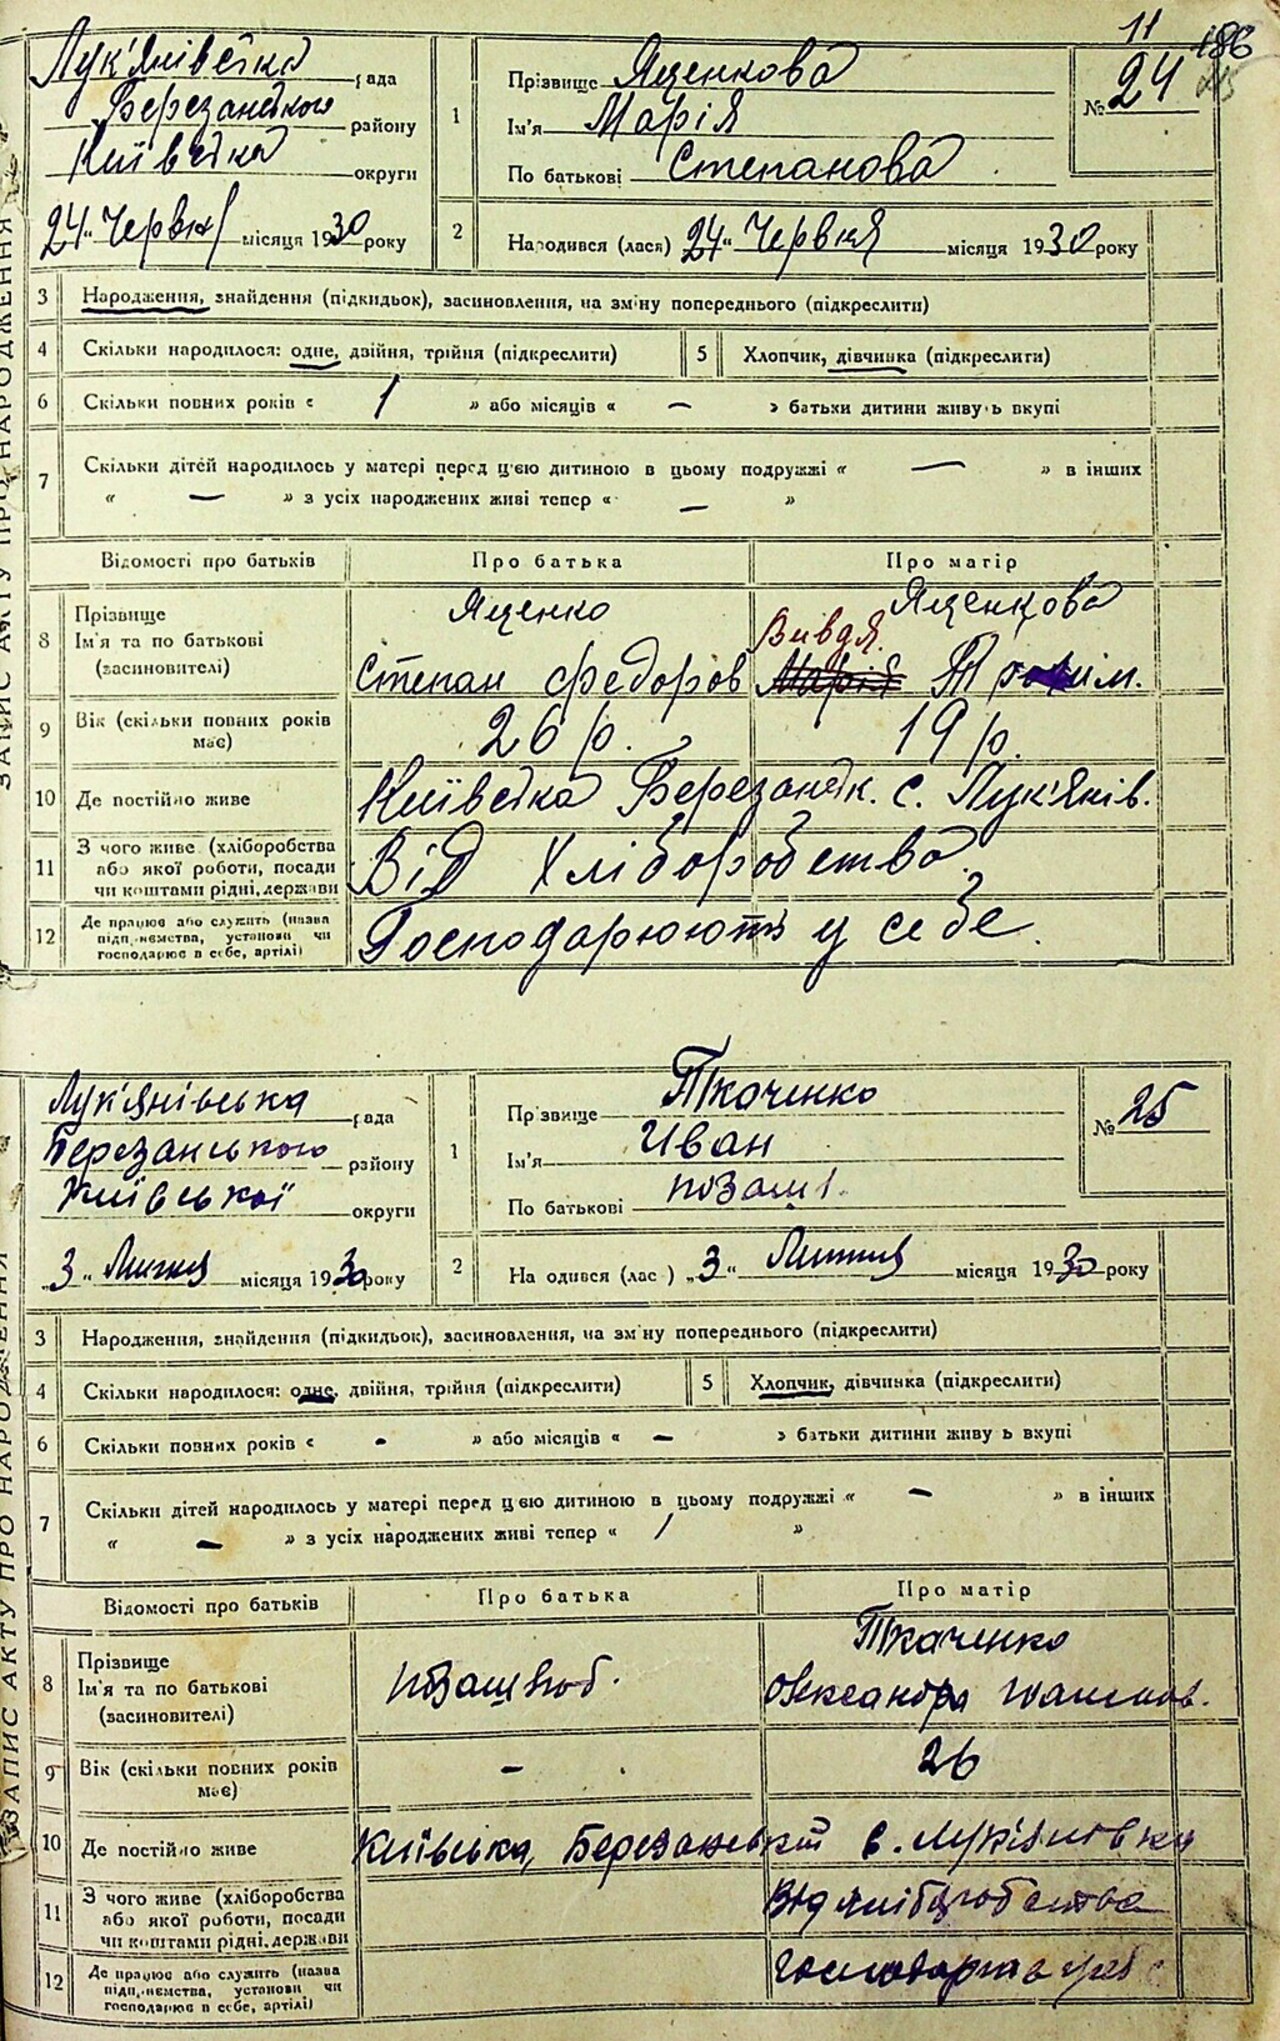 11 186
Лук'янівська рада
Березанського району
Київська округи
24 " Червня місяця 1930 року
1
Прізвище Яценкова
Ім'я Марія
По батькові Степанова
№ 24
2 Народився (лася) 24 " Червня місяця 1930 року
3 Народження, знайдення (підкидьок), засиновлення, на зміну попереднього (підкреслити)
4 Скільки народилося: одне, двійня, трійня (підкреслити) 5 Хлопчик, дівчинка (підкреслити)
6 Скільки повних років « 1 » або місяців « — » батьки дитини живуть вкупі
7 Скільки дітей народилось у матері перед цією дитиною в цьому подружжі « — » в інших
« — » з усіх народжених живі тепер « — »
Відомості про батьків Про батька Про матір
8 Прізвище
Ім'я та по батькові
(засиновителі)
Яценко Яценкова
Вивдя
Степан Федоров Марія
9 Вік (скільки повних років
має)
26 р. 19 р.
10 Де постійно живе Київська Березанськ. с. Лук'янів.
11 З чого живе (хліборобства
або якої роботи, посади
чи коштами рідні, держави
Від Хліборобства
12 Де працює або служить (назва
підприємства, установи чи
господарює в себе, артілі)
Господарюють у себе.
ЗАПИС АКТУ ПРО НАРОДЖЕННЯ
Лук'янівська рада
Березанського району
Київської округи
„ 3 " Липня місяця 1930 року
1
Прізвище Ткаченко
Ім'я Иван
По батькові позашл.
№ 25
2 Народився (лася) „ 3 " Липня місяця 1930 року
3 Народження, знайдення (підкидьок), засиновлення, на зміну попереднього (підкреслити)
4 Скільки народилося: одне, двійня, трійня (підкреслити) 5 Хлопчик, дівчинка (підкреслити)
6 Скільки повних років « - » або місяців « — » батьки дитини живуть вкупі
7 Скільки дітей народилось у матері перед цією дитиною в цьому подружжі « — » в інших
« — » з усіх народжених живі тепер « / »
Відомості про батьків Про батька Про матір
8 Прізвище
Ім'я та по батькові
(засиновителі)
Ткаченко
позашлюб. Олександра
9 Вік (скільки повних років
має)
- 26
10 Де постійно живе Київська, Березанський с. Лук'яновка
11 З чого живе (хліборобства
або якої роботи, посади
чи коштами рідні, держави
Від хліборобства
12 Де працює або служить (назва
підприємства, установи чи
господарює в себе, артілі)
ЗАПИС АКТУ ПРО НАРОДЖЕННЯ